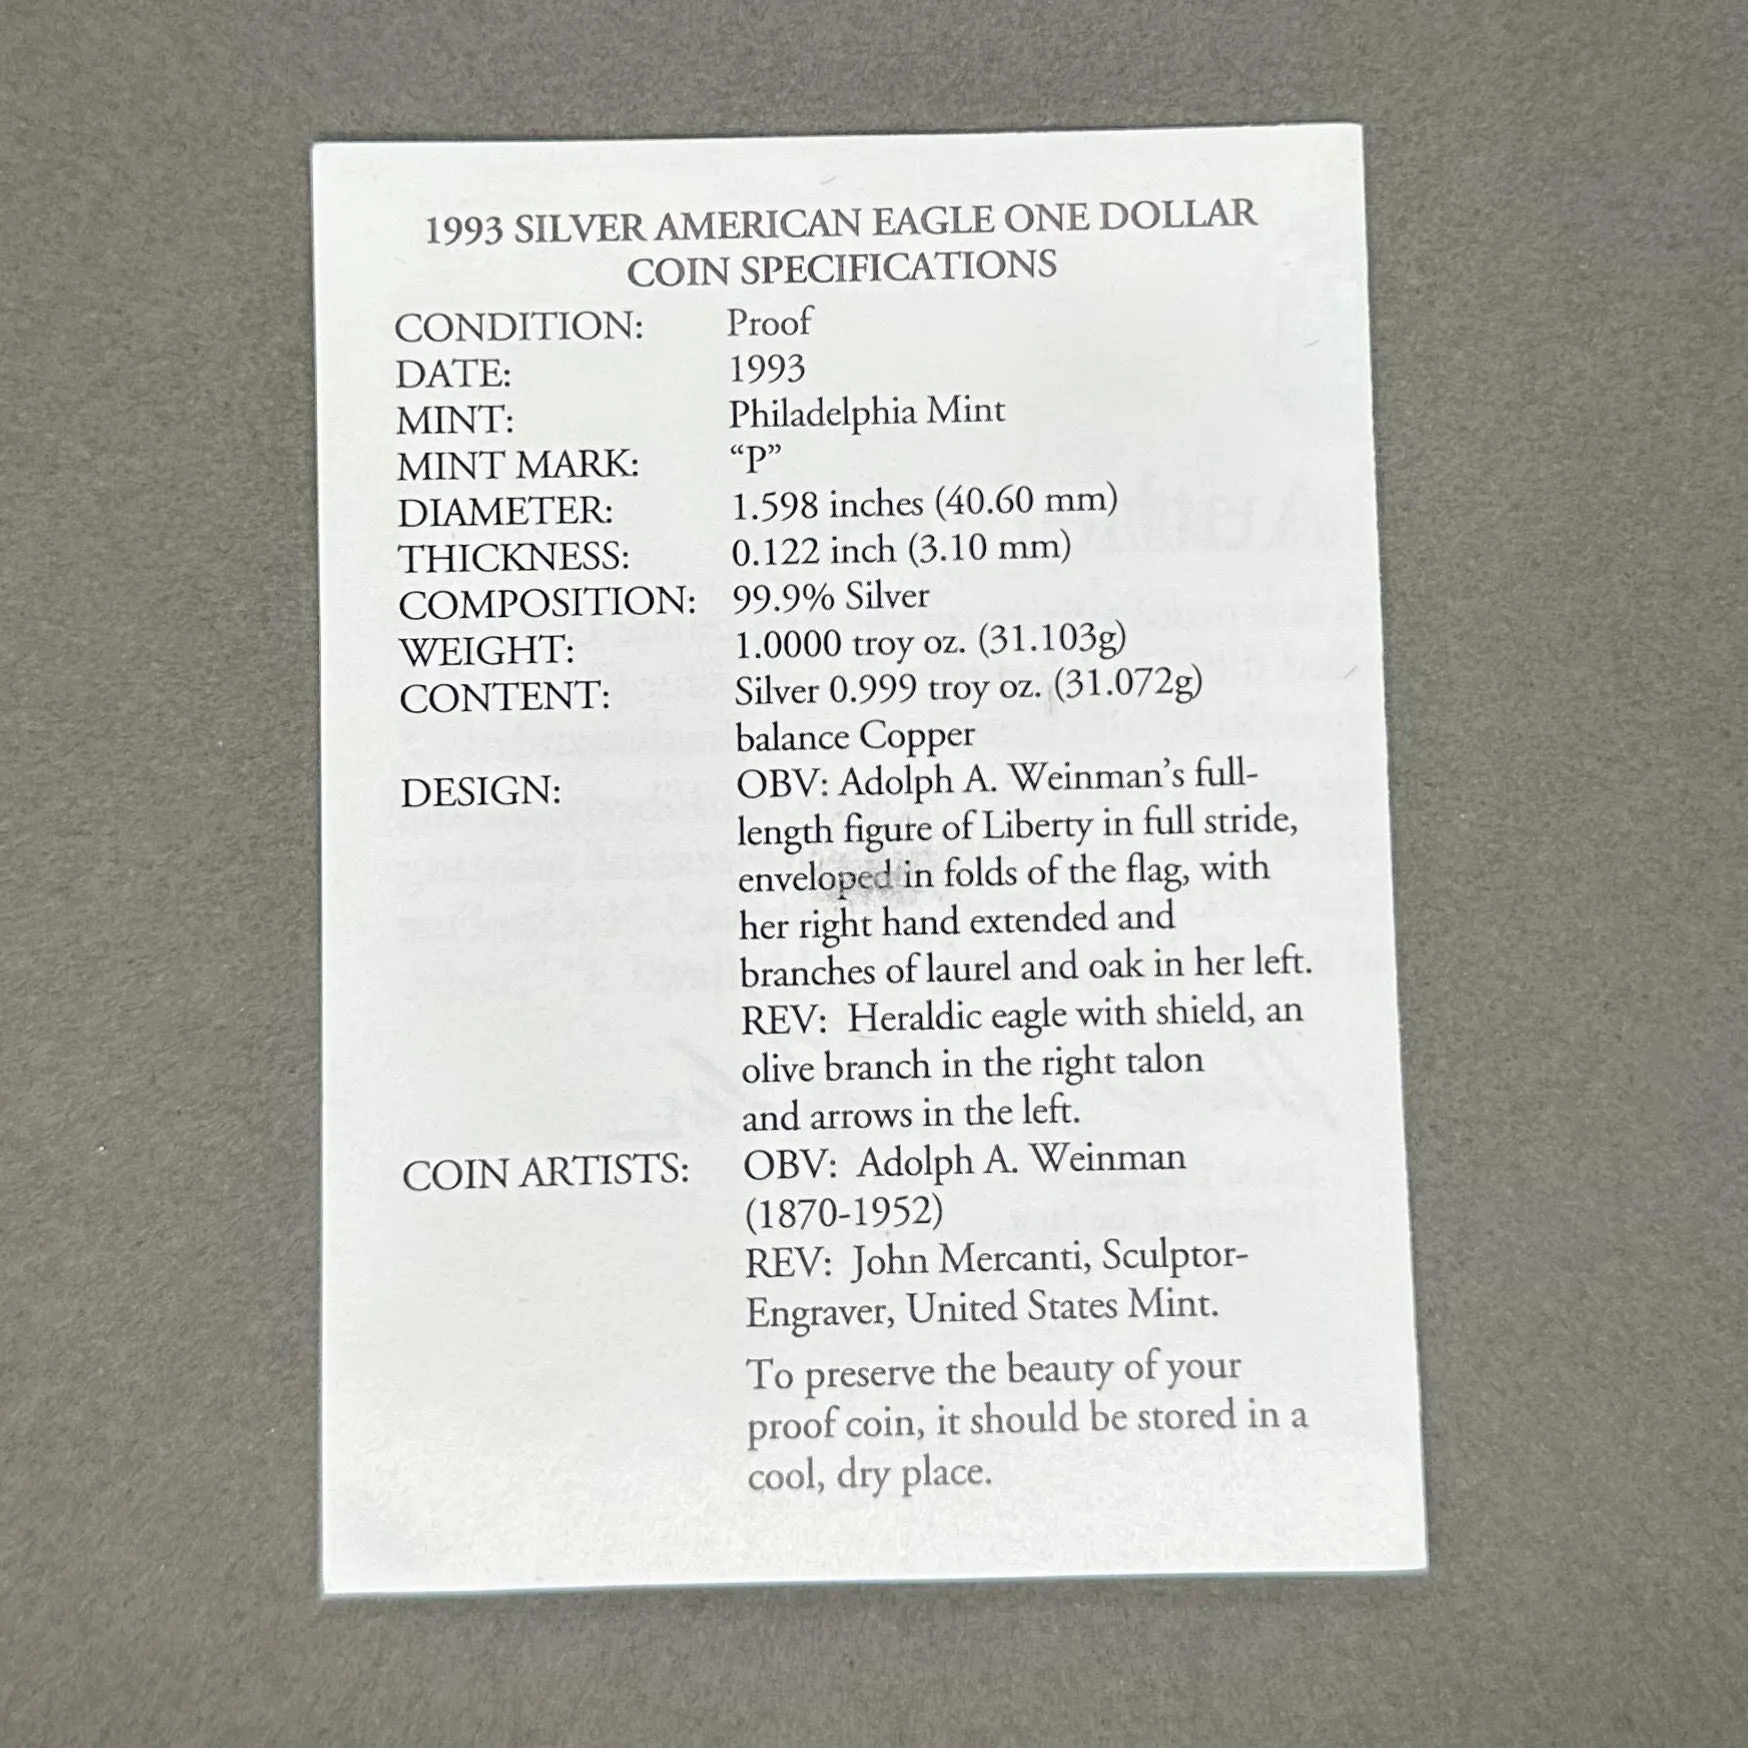 1993 SILVER AMERICAN EAGLE ONE DOLLAR
COIN SPECIFICATIONS
CONDITION: Proof
DATE: 1993
MINT: Philadelphia Mint
MINT MARK: “P”
DIAMETER: 1.598 inches (40.60 mm)
THICKNESS: 0.122 inch (3.10 mm)
COMPOSITION: 99.9% Silver
WEIGHT: 1.0000 troy oz. (31.103g)
CONTENT: Silver 0.999 troy oz. (31.072g)
balance Copper
DESIGN: OBV: Adolph A. Weinman’s full-
length figure of Liberty in full stride,
enveloped in folds of the flag, with
her right hand extended and
branches of laurel and oak in her left.
REV: Heraldic eagle with shield, an
olive branch in the right talon
and arrows in the left.
COIN ARTISTS: OBV: Adolph A. Weinman
(1870-1952)
REV: John Mercanti, Sculptor-
Engraver, United States Mint.
To preserve the beauty of your
proof coin, it should be stored in a
cool, dry place.